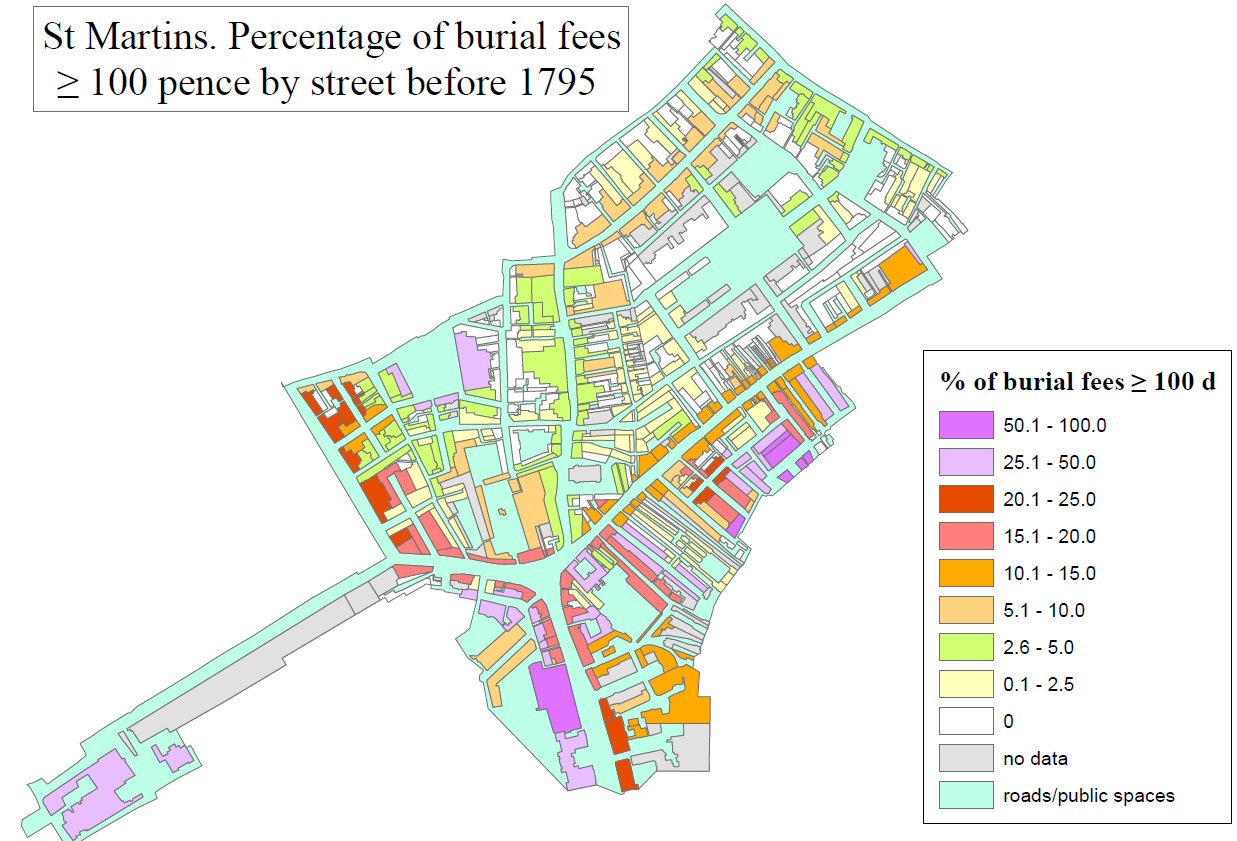 St Martins. Percentage of burial fees
≥ 100 pence by street before 1795
% of burial fees ≥ 100 d
50.1 - 100.0
25.1 - 50.0
20.1 - 25.0
15.1 - 20.0
10.1 - 15.0
5.1 - 10.0
2.6 - 5.0
0.1 - 2.5
0
no data
roads/public spaces